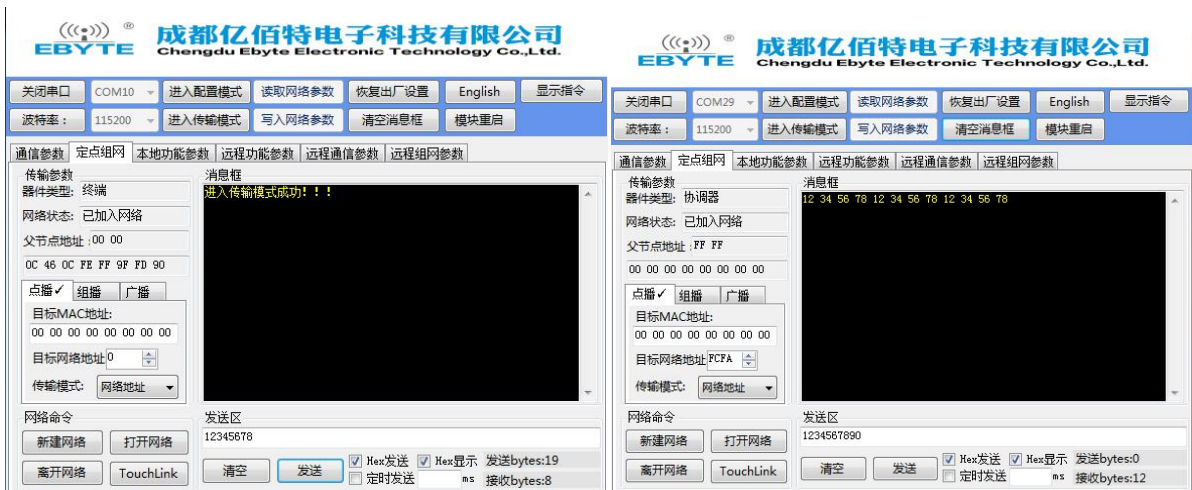 EBYTE ®
成都亿佰特电子科技有限公司
Chengdu Ebyte Electronic Technology Co.,Ltd.
关闭串口 COM10 进入配置模式 读取网络参数 恢复出厂设置 English 显示指令
波特率： 115200 进入传输模式 写入网络参数 清空消息框 模块重启
通信参数 定点组网 本地功能参数 远程功能参数 远程通信参数 远程组网参数
传输参数 消息框
器件类型: 终端 进入传输模式成功! ! !
网络状态: 已加入网络
父节点地址:00 00
0C 46 0C FE FF 9F FD 90
点播✓ 组播 广播
目标MAC地址:
00 00 00 00 00 00 00 00
目标网络地址 0
传输模式: 网络地址
网络命令 发送区
新建网络 打开网络 12345678
离开网络 TouchLink 清空 发送 Hex发送 Hex显示 发送bytes:19
定时发送 ms 接收bytes:8
EBYTE ®
成都亿佰特电子科技有限公司
Chengdu Ebyte Electronic Technology Co.,Ltd.
关闭串口 COM29 进入配置模式 读取网络参数 恢复出厂设置 English 显示指令
波特率： 115200 进入传输模式 写入网络参数 清空消息框 模块重启
通信参数 定点组网 本地功能参数 远程功能参数 远程通信参数 远程组网参数
传输参数 消息框
器件类型: 协调器 12 34 56 78 12 34 56 78 12 34 56 78
网络状态: 已加入网络
父节点地址:FF FF
00 00 00 00 00 00 00 00
点播✓ 组播 广播
目标MAC地址:
00 00 00 00 00 00 00 00
目标网络地址 FCFA
传输模式: 网络地址
网络命令 发送区
新建网络 打开网络 1234567890
离开网络 TouchLink 清空 发送 Hex发送 Hex显示 发送bytes:0
定时发送 ms 接收bytes:12